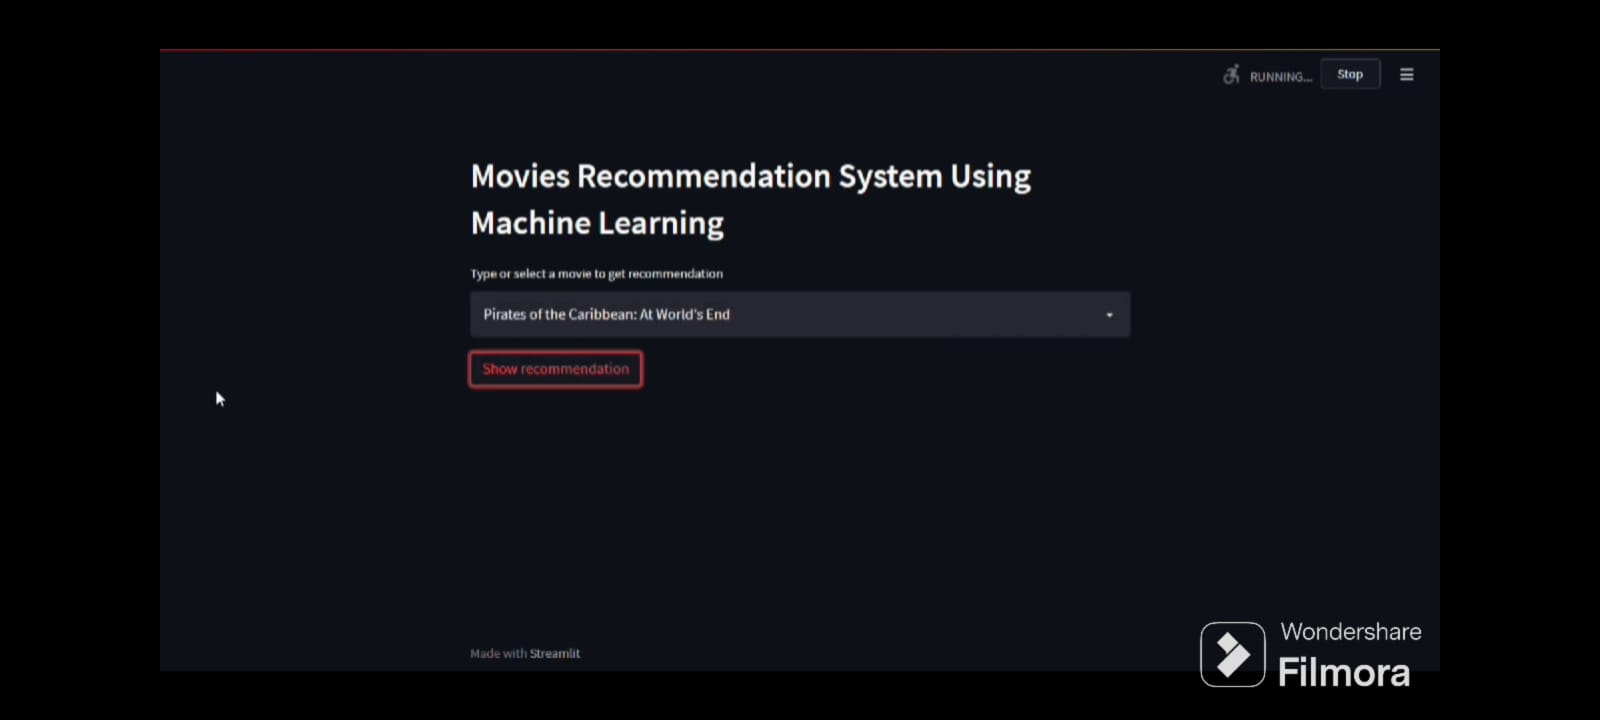 RUNNING...
Stop
Movies Recommendation System Using
Machine Learning
Type or select a movie to get recommendation
Pirates of the Caribbean: At World's End
Show recommendation
Made with Streamlit
Wondershare
Filmora